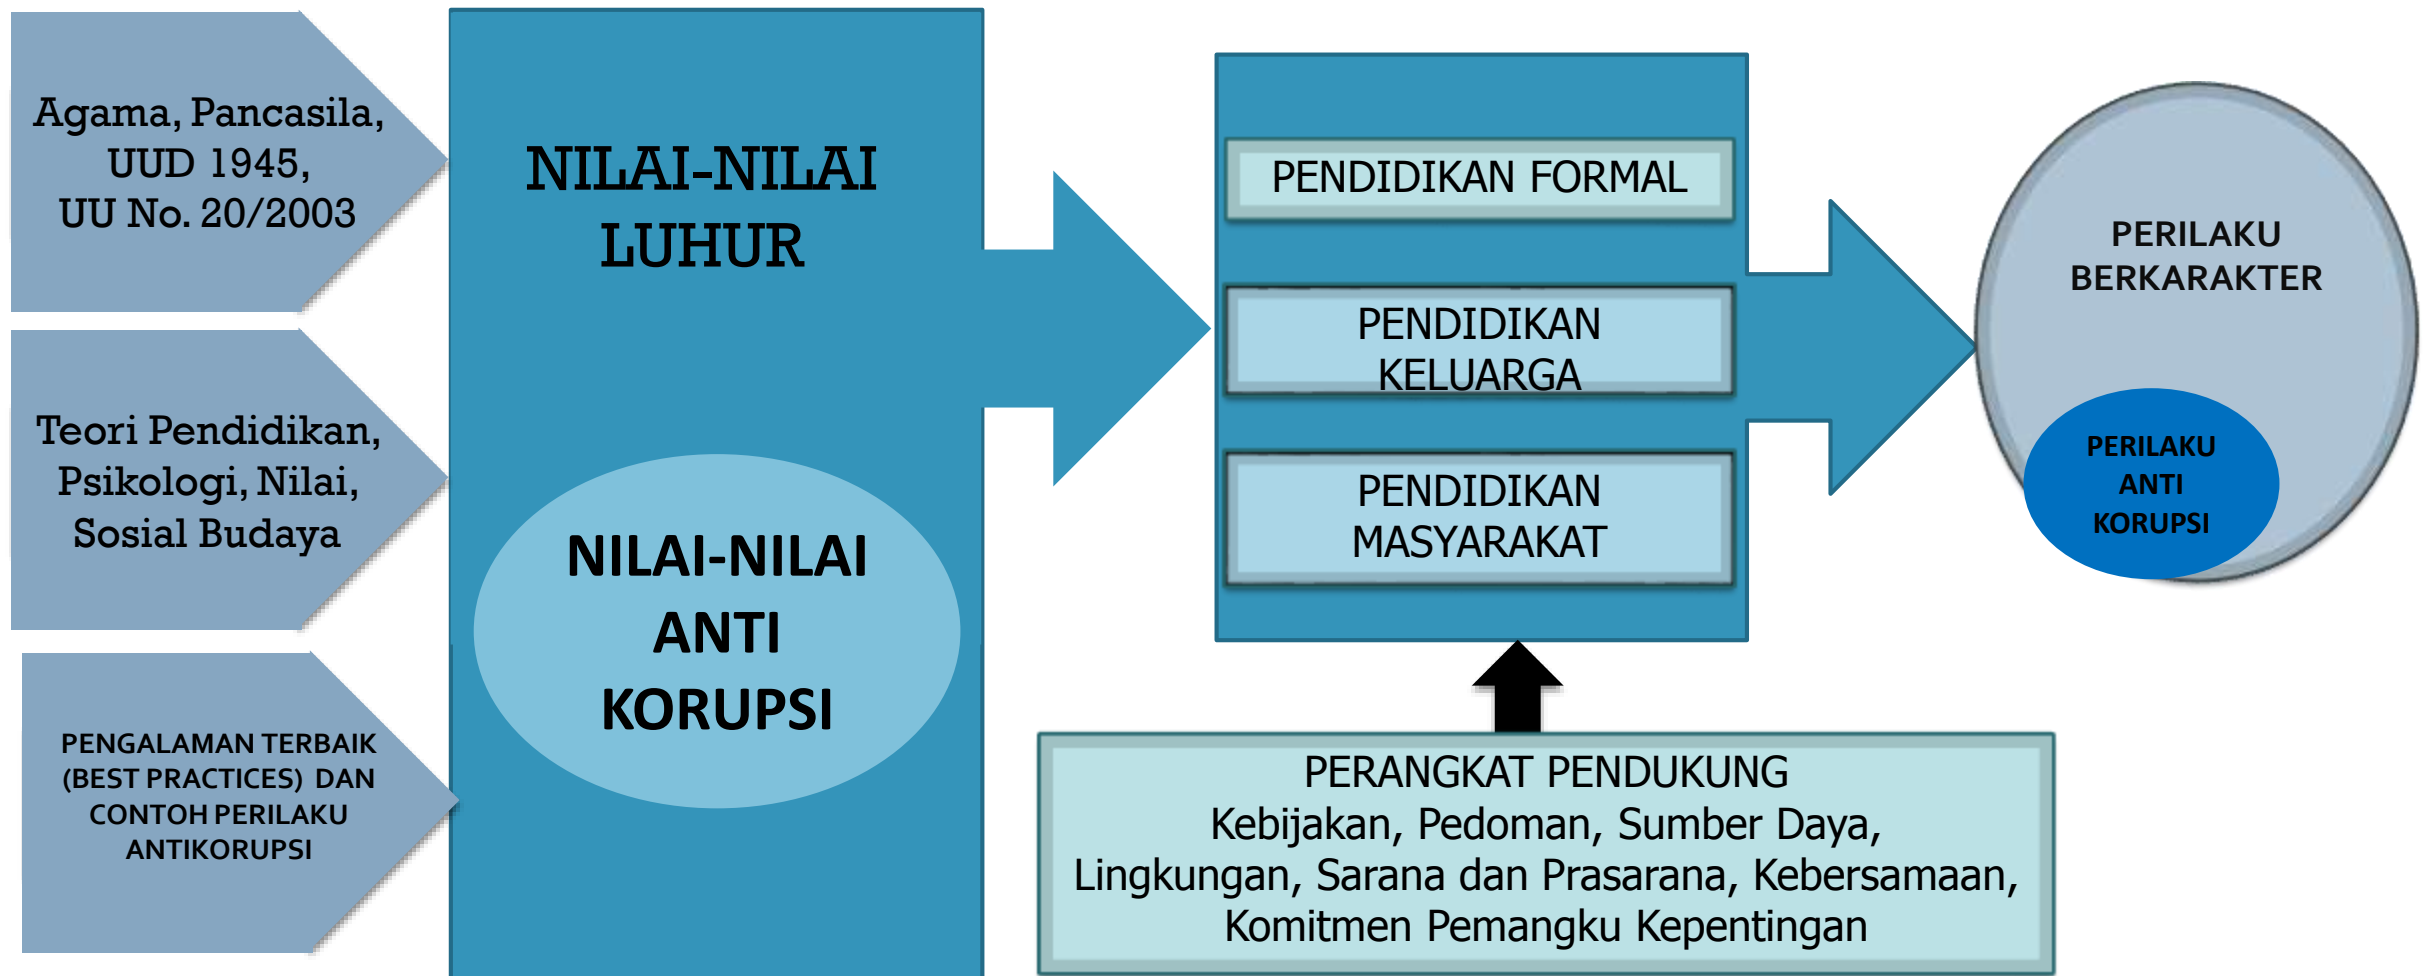 Agama, Pancasila,
UUD 1945,
UU No. 20/2003
Teori Pendidikan,
Psikologi, Nilai,
Sosial Budaya
PENGALAMAN TERBAIK
(BEST PRACTICES) DAN
CONTOH PERILAKU
ANTIKORUPSI
NILAI-NILAI
LUHUR
NILAI-NILAI
ANTI
KORUPSI
PENDIDIKAN FORMAL
PENDIDIKAN
KELUARGA
PENDIDIKAN
MASYARAKAT
PERANGKAT PENDUKUNG
Kebijakan, Pedoman, Sumber Daya,
Lingkungan, Sarana dan Prasarana, Kebersamaan,
Komitmen Pemangku Kepentingan
PERILAKU
BERKARAKTER
PERILAKU
ANTI
KORUPSI